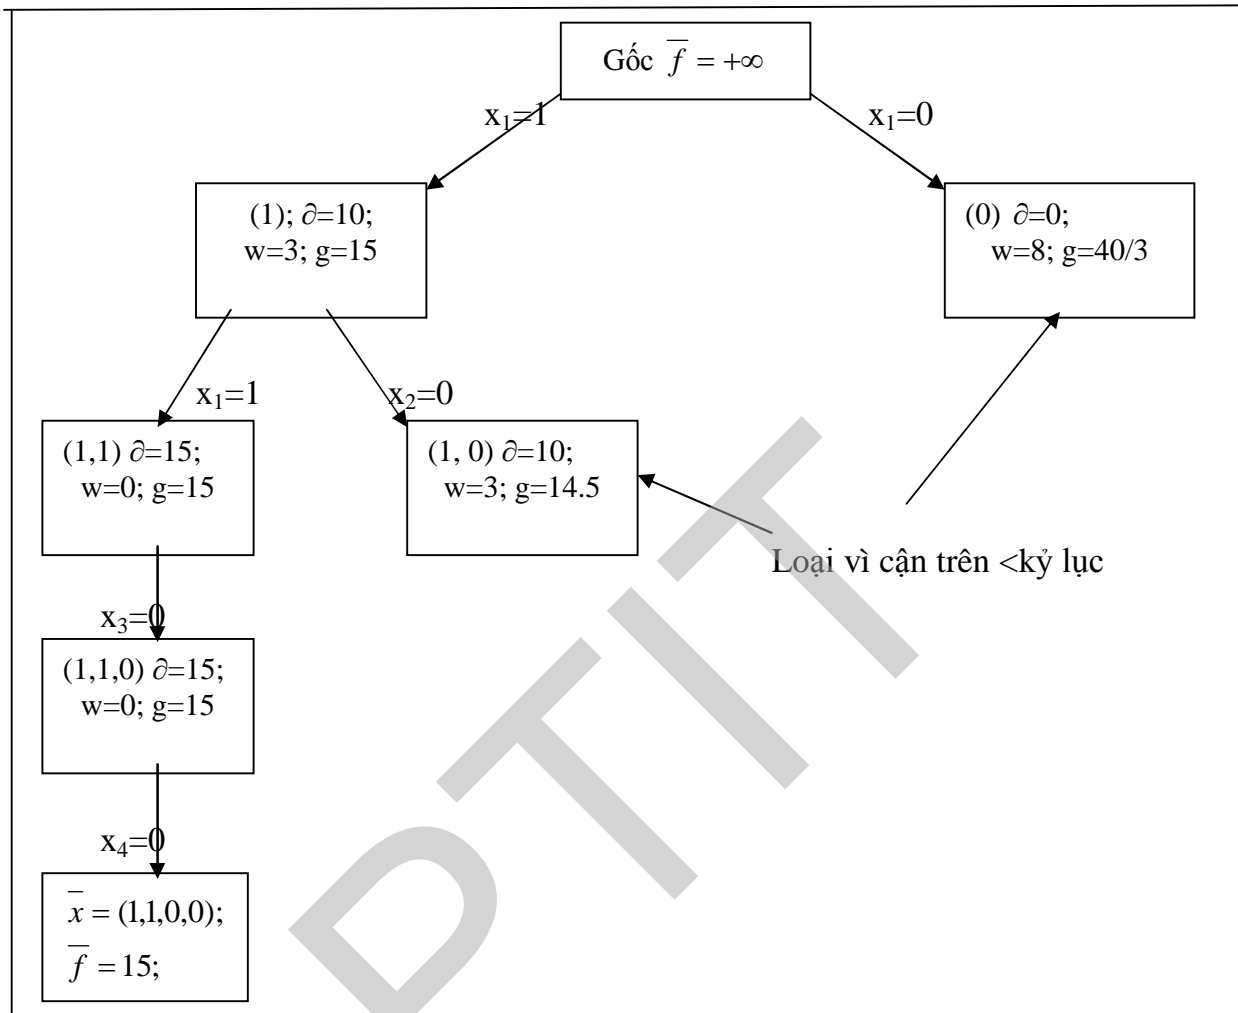 Gốc f̅ = +∞
x₁=1
x₁=0
(1); ∂=10;
w=3; g=15
(0) ∂=0;
w=8; g=40/3
x₁=1
x₂=0
(1,1) ∂=15;
w=0; g=15
(1, 0) ∂=10;
w=3; g=14.5
Loại vì cận trên <kỷ lục
x₃=0
(1,1,0) ∂=15;
w=0; g=15
x₄=0
x̅ = (1,1,0,0);
f̅ = 15;
PTIT